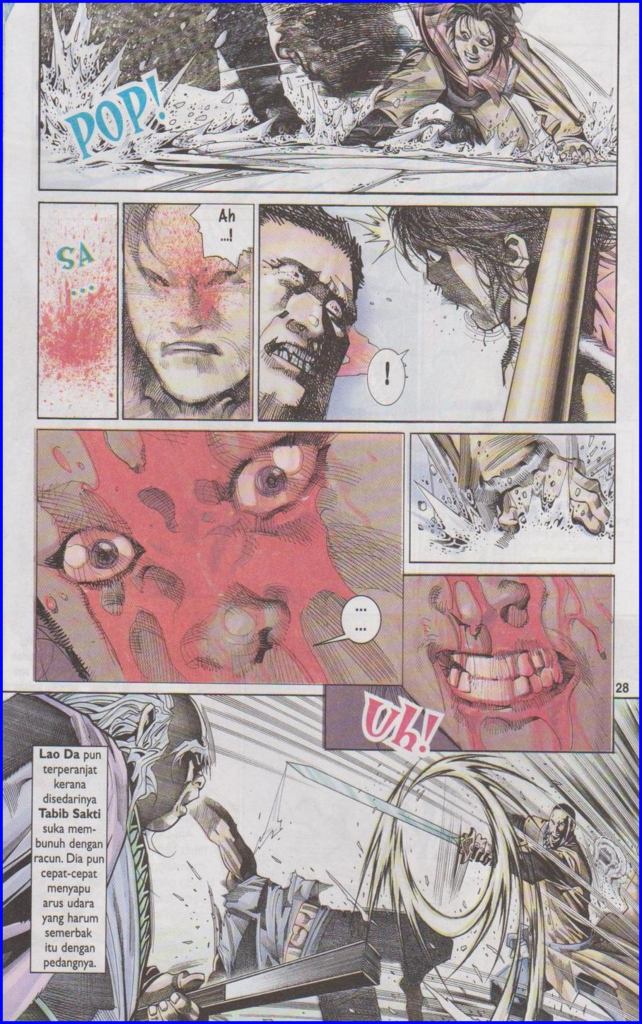 POP!
SA
...
Ah
...!
!
...
...
28
Uh!
Lao Da pun
terperanjat
kerana
disedarinya
Tabib Sakti
suka mem-
bunuh dengan
racun. Dia pun
cepat-cepat
menyapu
arus udara
yang harum
semerbak
itu dengan
pedangnya.